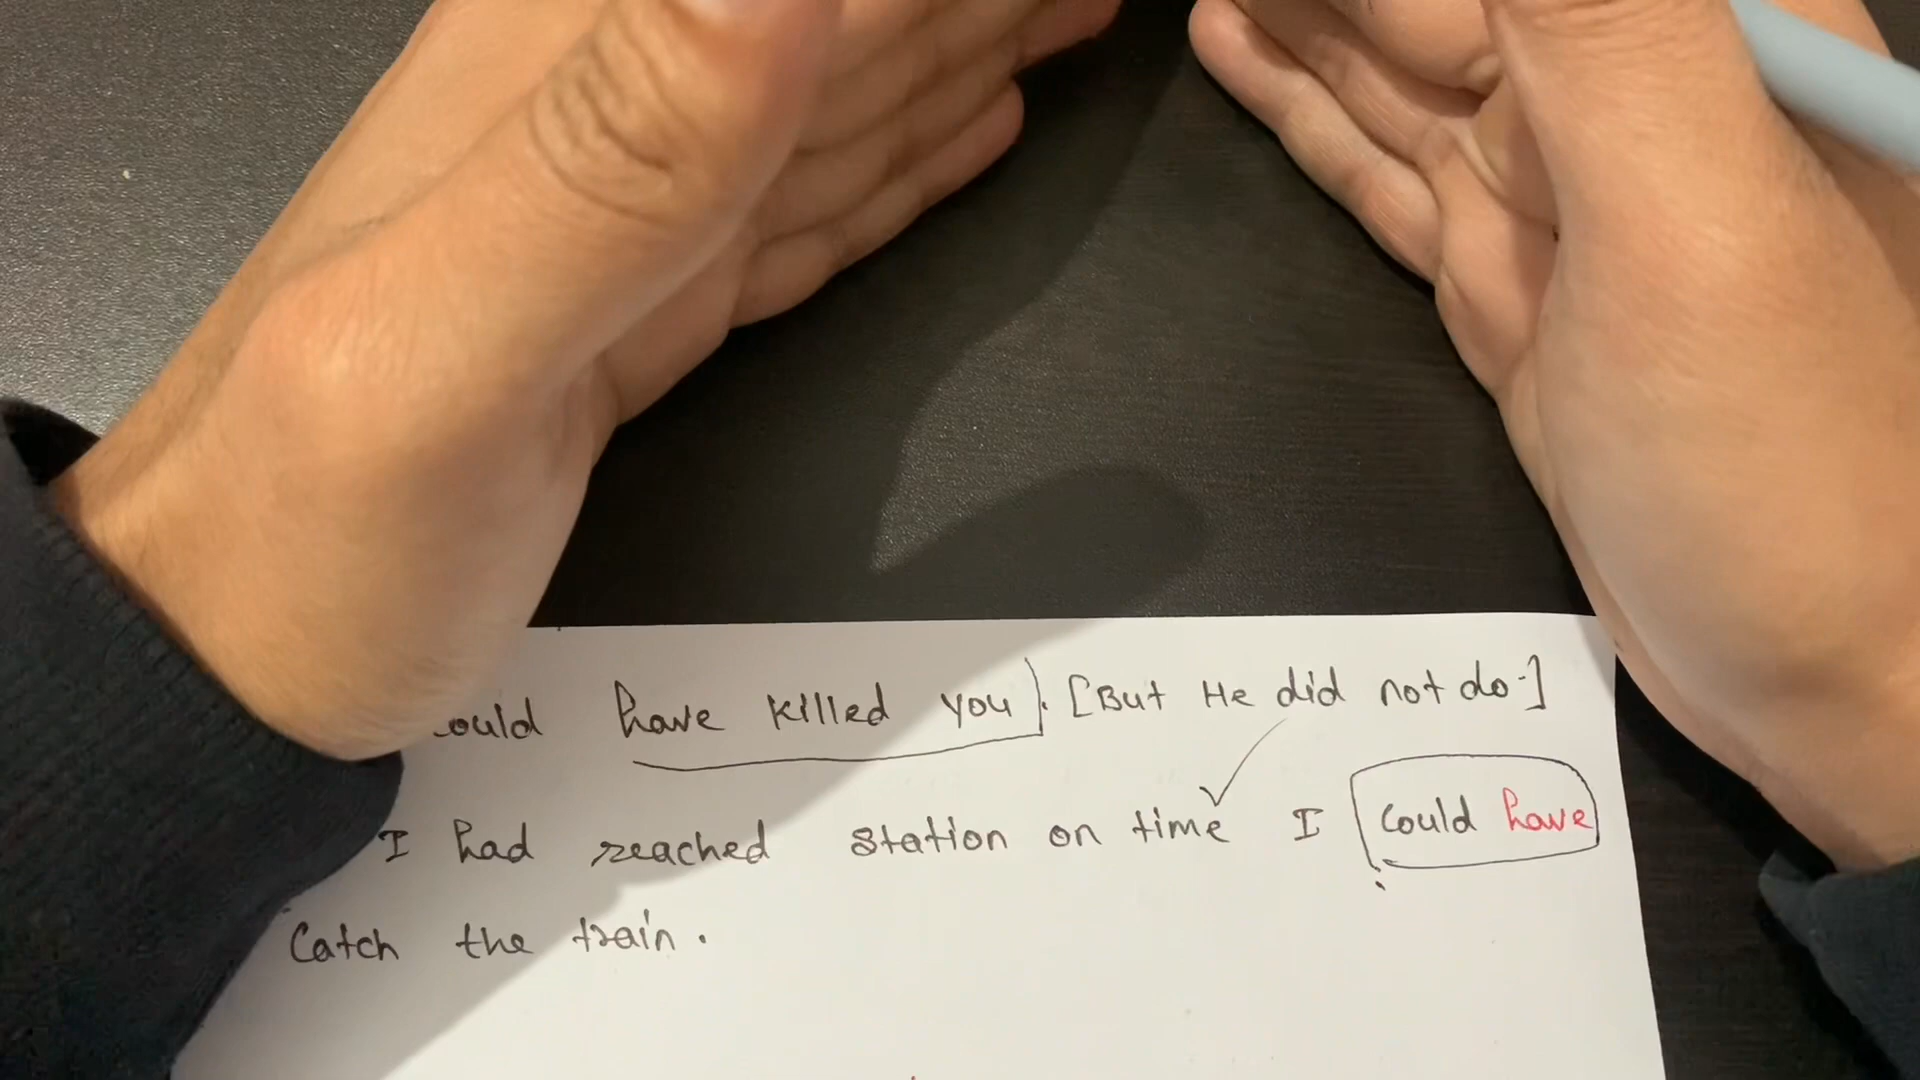 could have killed you). [But He did not do.]
I had reached station on time I could have
Catch the train.